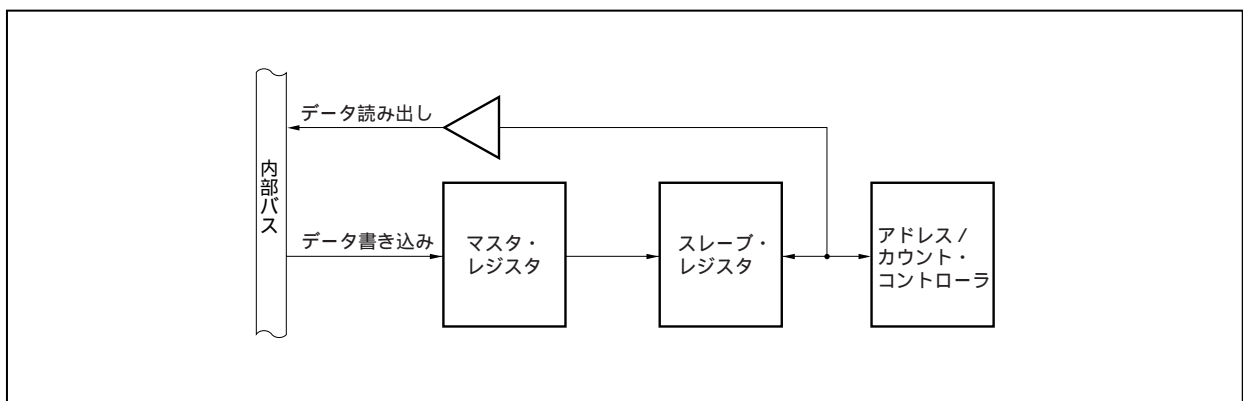 データ読み出し
内部バス
データ書き込み
マスタ・
レジスタ
スレーブ・
レジスタ
アドレス/
カウント・
コントローラ